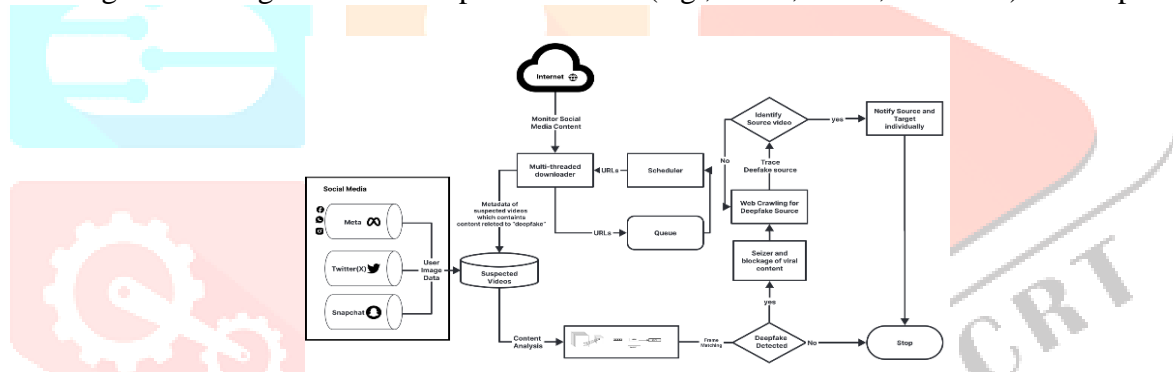 Internet
Monitor Social
Media Content
Identify
Source video
yes
Notify Source and
Target
individually
No
Trace
Deefake source
Multi-threaded
downloader
URLs
Scheduler
Social Media
Meta
Metadata of
suspected videos
which containts
content releted to "deepfake"
URLs
Queue
Web Crawling for
Deepfake Source
Twitter(X)
User
Image
Data
Suspected
Videos
Seizer and
blockage of viral
content
Snapchat
yes
Content
Analysis
Frame
Matching
Deepfake
Detected
No
Stop
CRT